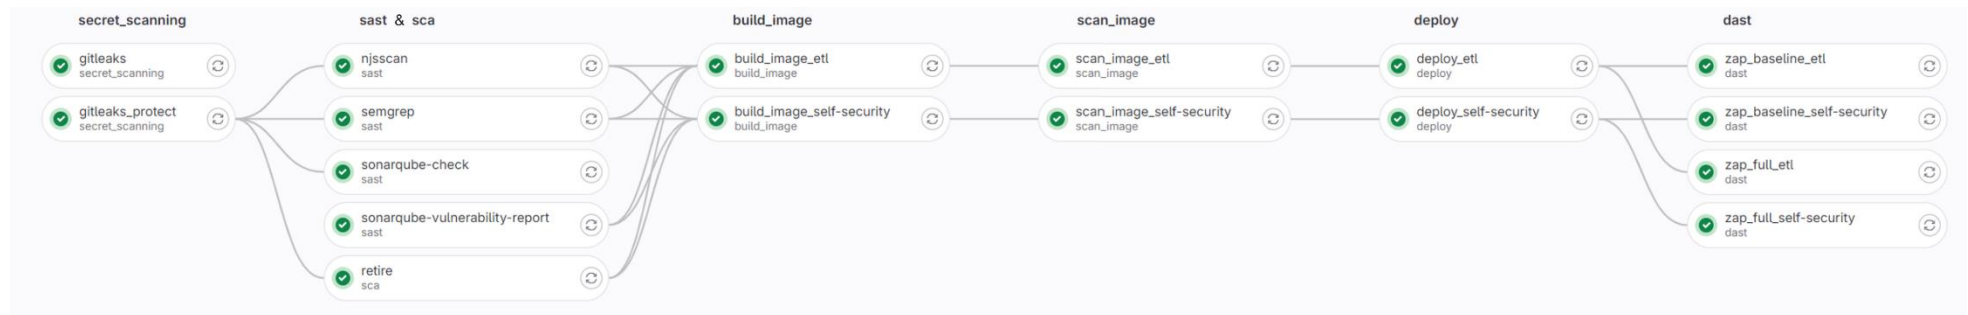 secret_scanning
gitleaks
secret_scanning
gitleaks_protect
secret_scanning
sast & sca
njsscan
sast
semgrep
sast
sonarqube-check
sast
sonarqube-vulnerability-report
sast
retire
sca
build_image
build_image_etl
build_image
build_image_self-security
build_image
scan_image
scan_image_etl
scan_image
scan_image_self-security
scan_image
deploy
deploy_etl
deploy
deploy_self-security
deploy
dast
zap_baseline_etl
dast
zap_baseline_self-security
dast
zap_full_etl
dast
zap_full_self-security
dast